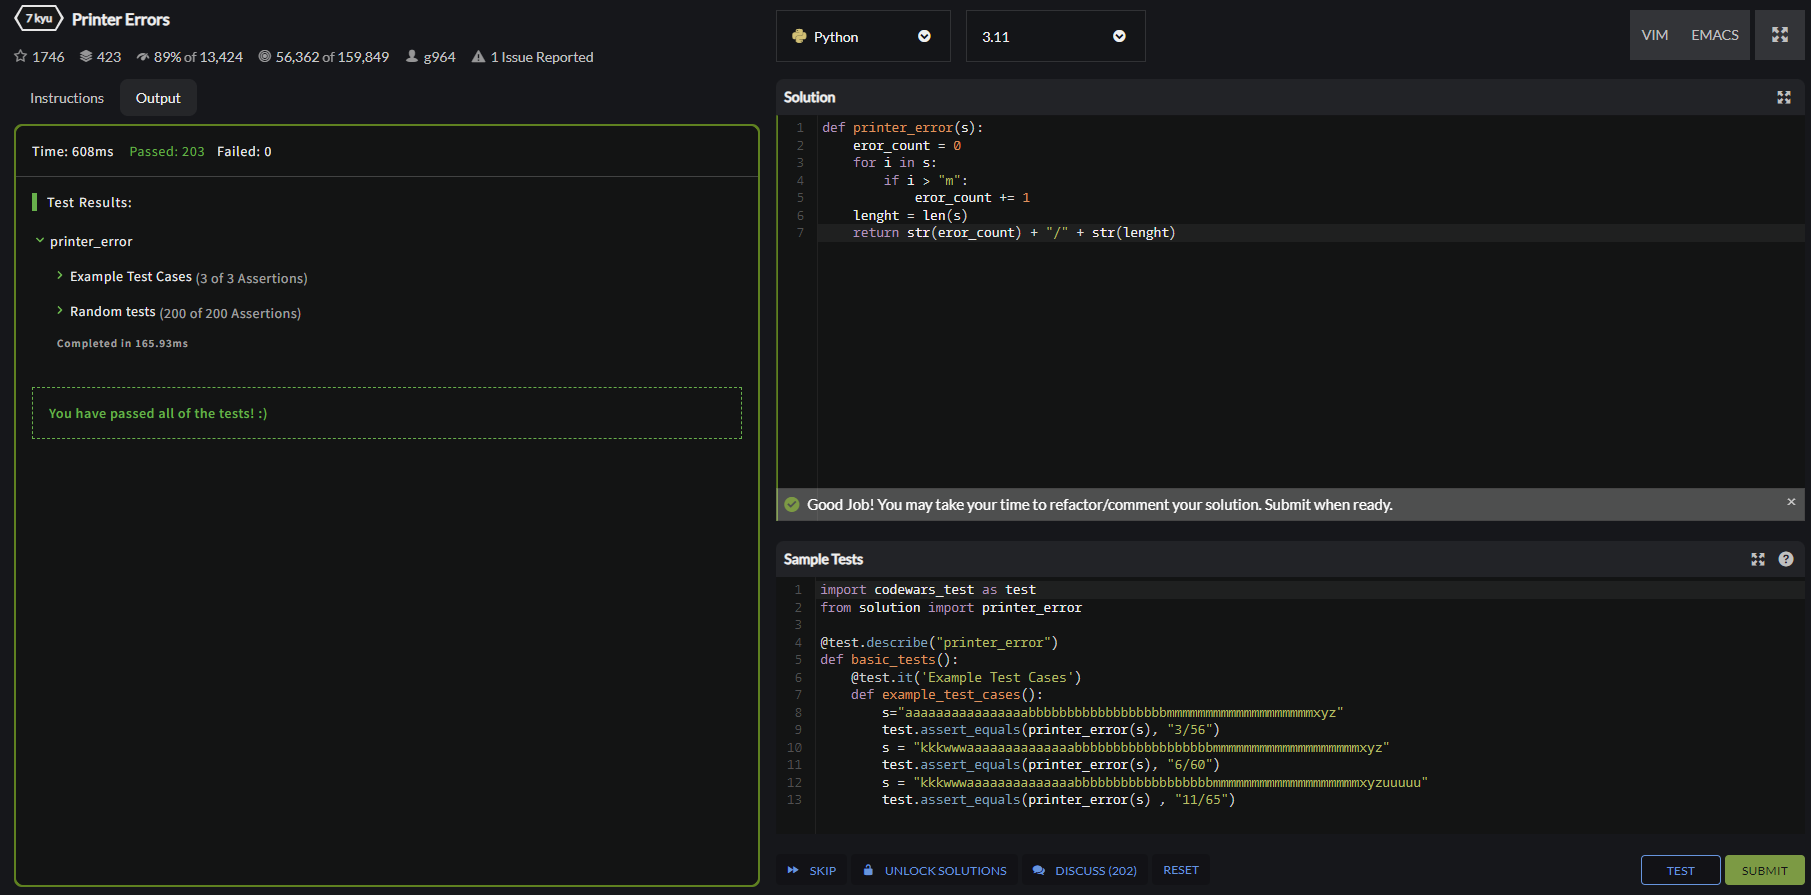 7 kyu Printer Errors
1746 423 89% of 13,424 56,362 of 159,849 g964 1 Issue Reported
Instructions Output
Time: 608ms Passed: 203 Failed: 0
Test Results:
printer_error
Example Test Cases (3 of 3 Assertions)
Random tests (200 of 200 Assertions)
Completed in 165.93ms
You have passed all of the tests! :)
Python 3.11 VIM EMACS
Solution
1 def printer_error(s):
2     eror_count = 0
3     for i in s:
4         if i > "m":
5             eror_count += 1
6     lenght = len(s)
7     return str(eror_count) + "/" + str(lenght)
Good Job! You may take your time to refactor/comment your solution. Submit when ready.
Sample Tests
1 import codewars_test as test
2 from solution import printer_error
3
4 @test.describe("printer_error")
5 def basic_tests():
6     @test.it('Example Test Cases')
7     def example_test_cases():
8         s="aaaaaaaaaaaaaaaabbbbbbbbbbbbbbbbbbmmmmmmmmmmmmmmmmmmmxyz"
9         test.assert_equals(printer_error(s), "3/56")
10         s = "kkkwwwaaaaaaaaaaaaaabbbbbbbbbbbbbbbbbbmmmmmmmmmmmmmmmmmmmxyz"
11         test.assert_equals(printer_error(s), "6/60")
12         s = "kkkwwwaaaaaaaaaaaaaabbbbbbbbbbbbbbbbbbmmmmmmmmmmmmmmmmmmmxyzuuuuu"
13         test.assert_equals(printer_error(s) , "11/65")
SKIP UNLOCK SOLUTIONS DISCUSS (202) RESET TEST SUBMIT